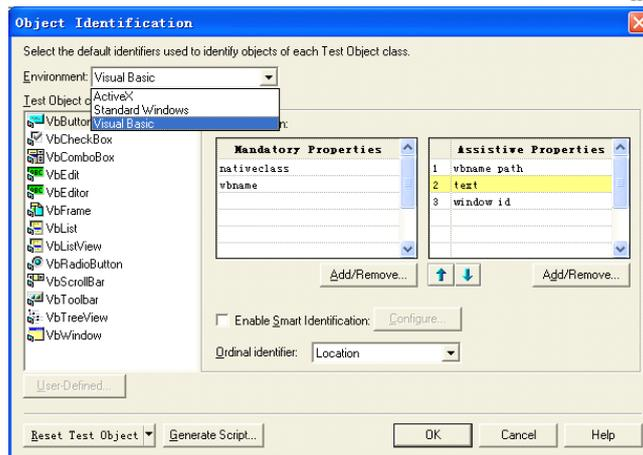 Object Identification
Select the default identifiers used to identify objects of each Test Object class.
Environment: Visual Basic
ActiveX
Standard Windows
Visual Basic
Test Object c
VbButton
VbCheckBox
VbComboBox
VbEdit
VbEditor
VbFrame
VbList
VbListView
VbRadioButton
VbScrollBar
VbToolbar
VbTreeView
VbWindow
User-Defined...
n:
Mandatory Properties
nativeclass
vbname
Add/Remove...
Assistive Properties
1 vbname path
2 text
3 window id
Add/Remove...
Enable Smart Identification: Configure...
Ordinal identifier: Location
Reset Test Object Generate Script... OK Cancel Help